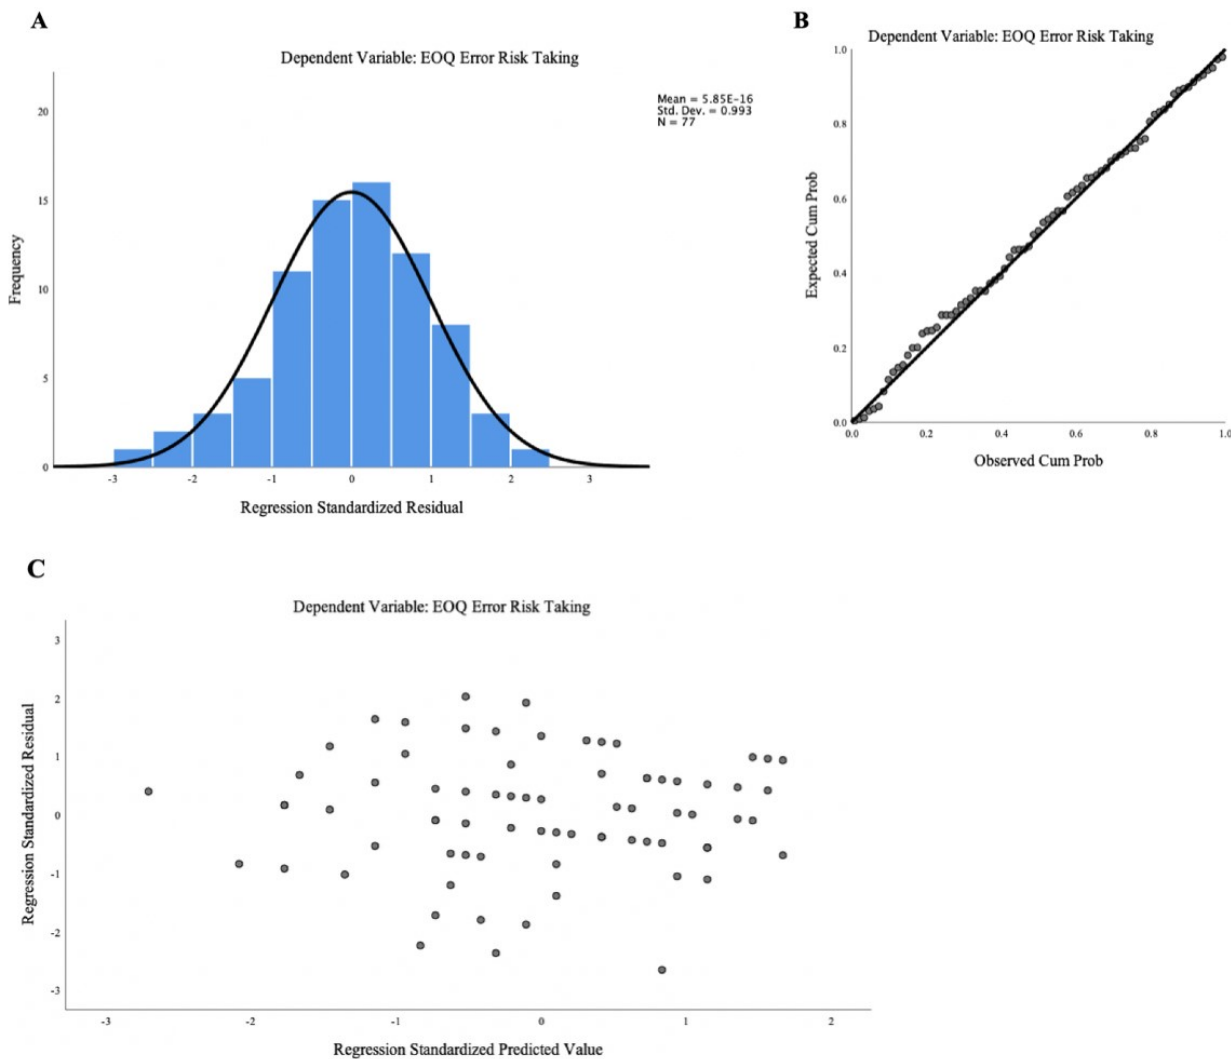 A
Dependent Variable: EOQ Error Risk Taking
Mean = 5.85E-16
Std. Dev. = 0.993
N = 77
20
15
10
5
0
Frequency
-3 -2 -1 0 1 2 3
Regression Standardized Residual
B
Dependent Variable: EOQ Error Risk Taking
1.0
0.8
0.6
0.4
0.2
0.0
Expected Cum Prob
0.0 0.2 0.4 0.6 0.8 1.0
Observed Cum Prob
C
Dependent Variable: EOQ Error Risk Taking
3
2
1
0
-1
-2
-3
Regression Standardized Residual
-3 -2 -1 0 1 2
Regression Standardized Predicted Value